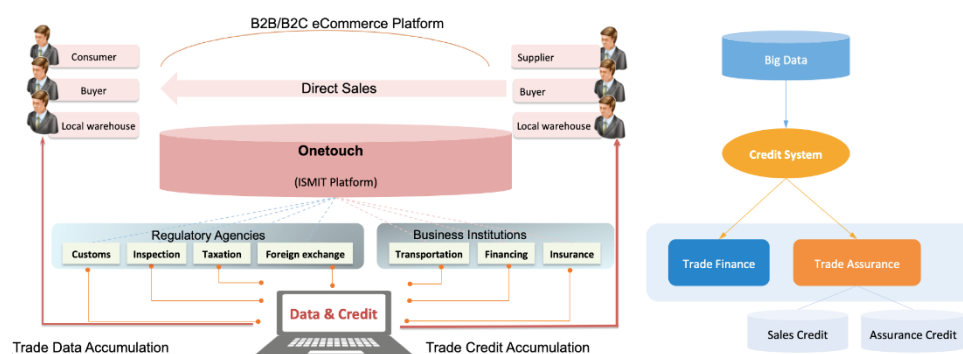 B2B/B2C eCommerce Platform
Consumer
Buyer
Local warehouse
Direct Sales
Supplier
Buyer
Local warehouse
Onetouch
(ISMIT Platform)
Regulatory Agencies
Customs
Inspection
Taxation
Foreign exchange
Business Institutions
Transportation
Financing
Insurance
Data & Credit
Trade Data Accumulation
Trade Credit Accumulation
Big Data
Credit System
Trade Finance
Trade Assurance
Sales Credit
Assurance Credit